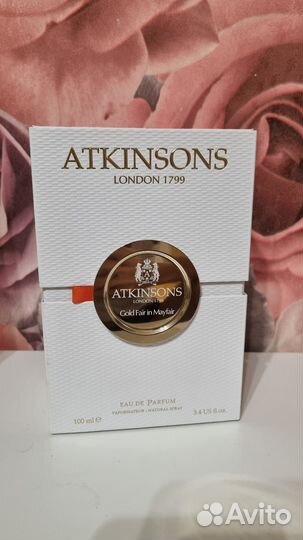 ATKINSONS
LONDON 1799
ATKINSONS
LONDON 1799
Gold Fair in Mayfair
EAU DE PARFUM
VAPORISATEUR - NATURAL SPRAY
100 ml ℮ 3.4 US fl. oz.
Avito